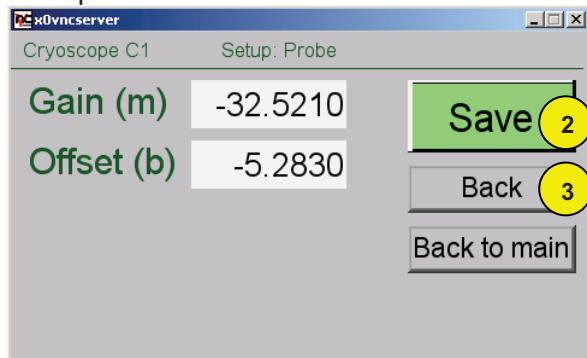 x0vncserver
Cryoscope C1 Setup: Probe
Gain (m) -32.5210
Save 2
Offset (b) -5.2830
Back 3
Back to main